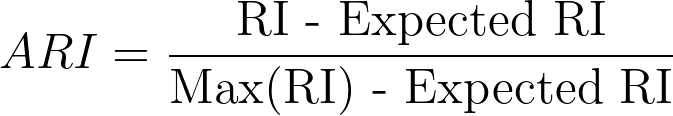 ARI = RI - Expected RI / Max(RI) - Expected RI